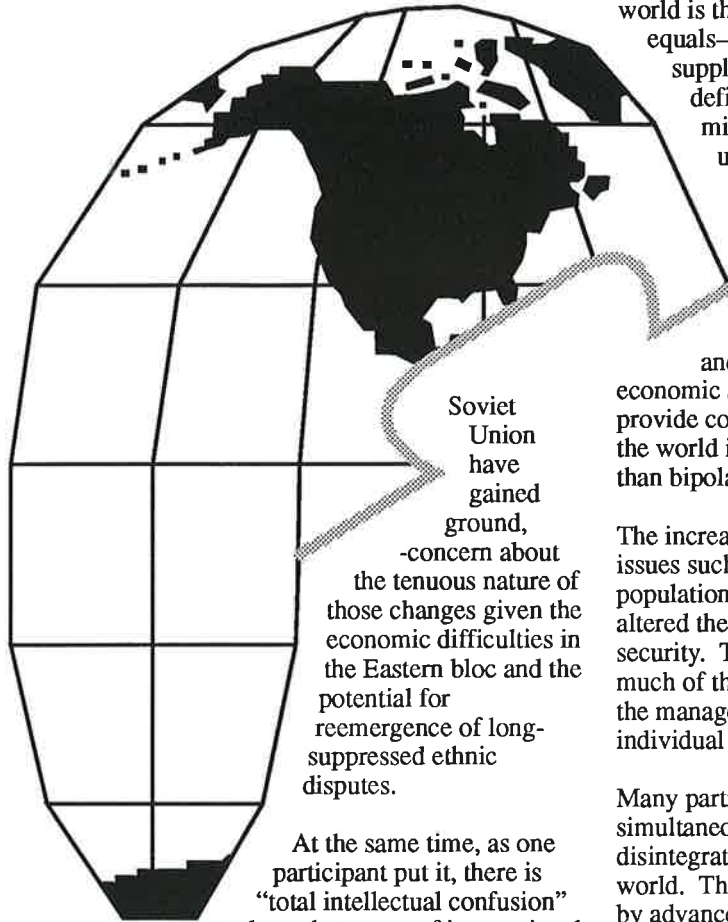 Soviet
Union
have
gained
ground,
-concern about
the tenuous nature of
those changes given the
economic difficulties in
the Eastern bloc and the
potential for
reemergence of long-
suppressed ethnic
disputes.
At the same time, as one
participant put it, there is
“total intellectual confusion”
of international
world is th
equals—
suppl
defi
mi
u
and
economic
provide co
the world i
than bipola
The increa
issues such
population
altered the
security. T
much of th
the manage
individual
Many parti
simultaneo
disintegrat
world. Th
by advance